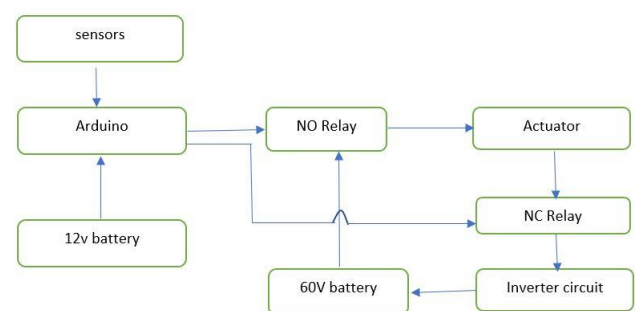 sensors
Arduino
NO Relay
Actuator
NC Relay
12v battery
60V battery
Inverter circuit